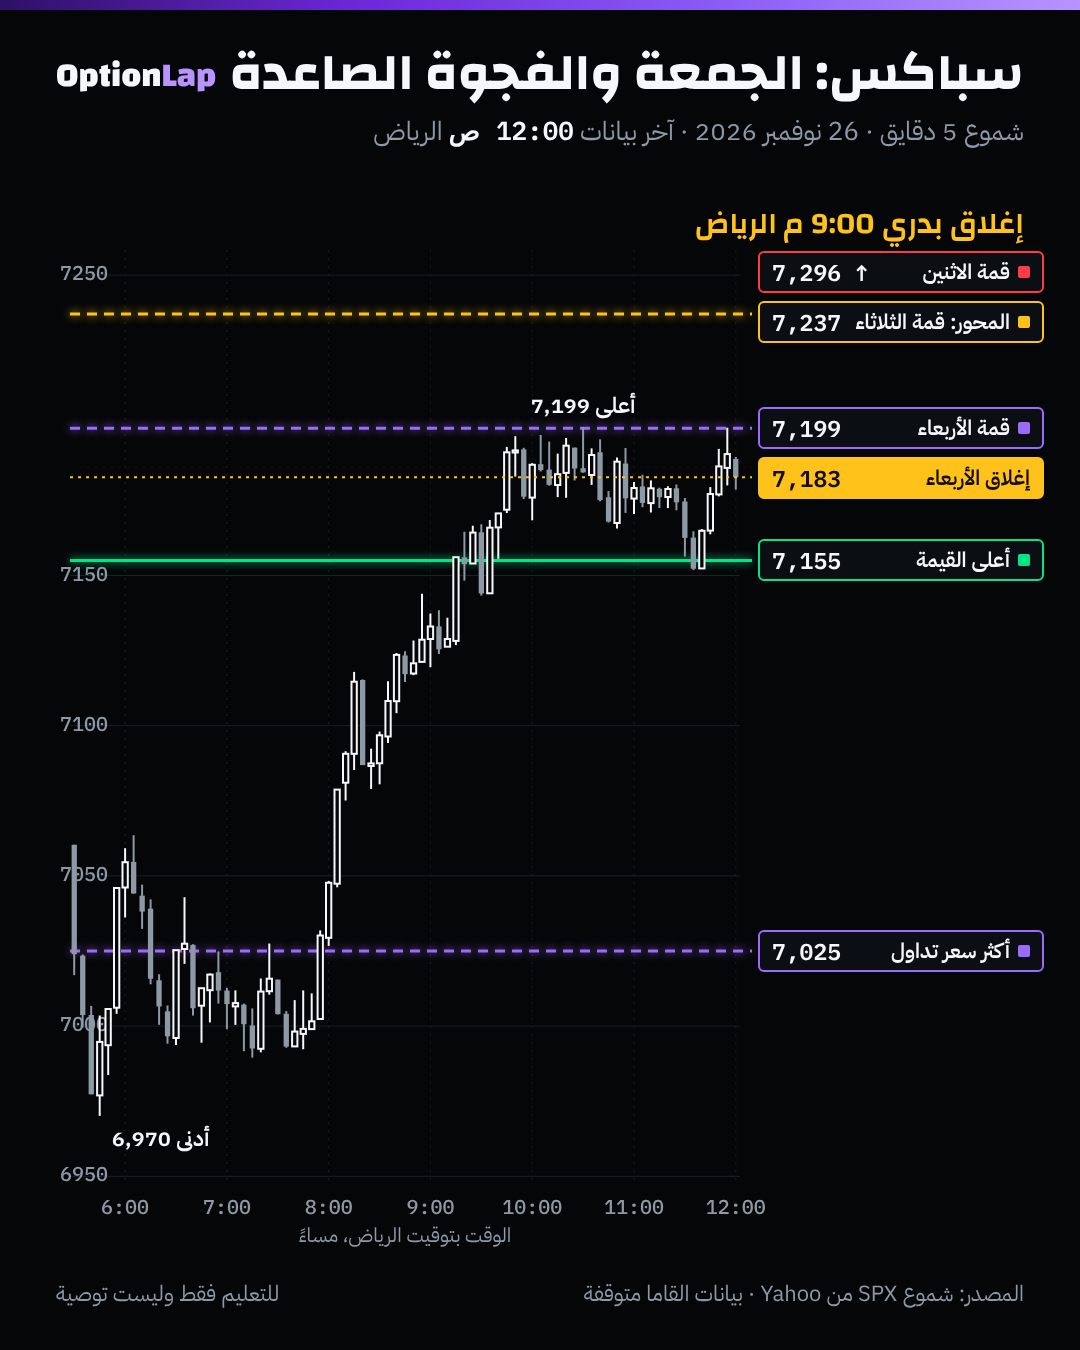 سباكس: الجمعة والفجوة الصاعدة OptionLap
شموع 5 دقايق · 26 نوفمبر 2026 · آخر بيانات 12:00 ص الرياض
إغلاق بدري 9:00 م الرياض
قمة الاثنين ↑ 7,296
المحور: قمة الثلاثاء 7,237
قمة الأربعاء 7,199
إغلاق الأربعاء 7,183
أعلى القيمة 7,155
أكثر سعر تداول 7,025
أعلى 7,199
أدنى 6,970
7250
7150
7100
7050
7000
6950
6:00 7:00 8:00 9:00 10:00 11:00 12:00
الوقت بتوقيت الرياض، مساءً
المصدر: شموع SPX من Yahoo · بيانات القاما متوقفة
للتعليم فقط وليست توصية